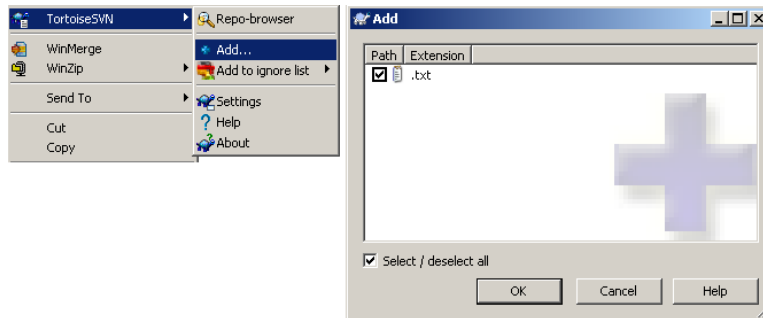 TortoiseSVN
WinMerge
WinZip
Send To
Cut
Copy
Repo-browser
Add...
Add to ignore list
Settings
Help
About
Add
Path Extension
.txt
Select / deselect all
OK Cancel Help